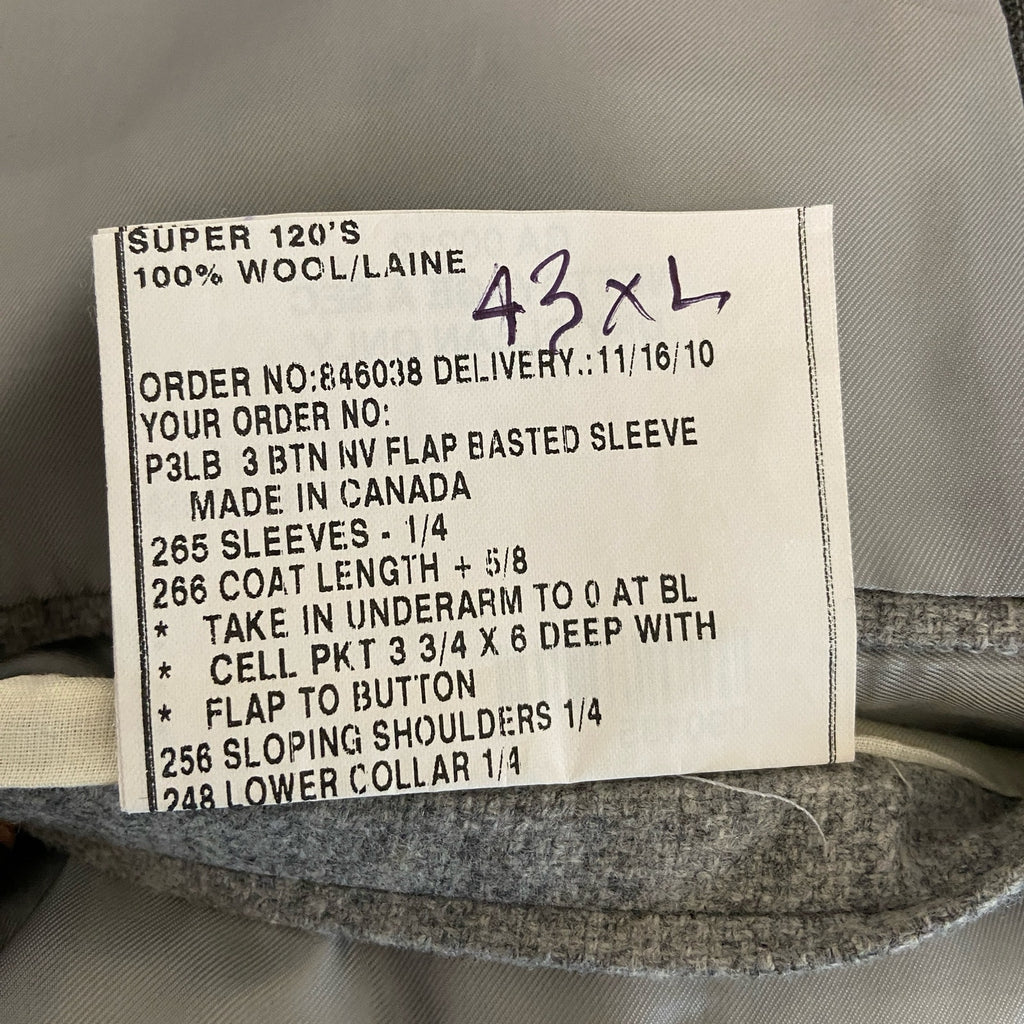 SUPER 120'S
100% WOOL/LAINE
43XL
ORDER NO:846038 DELIVERY.:11/16/10
YOUR ORDER NO:
P3LB 3 BTN NV FLAP BASTED SLEEVE
MADE IN CANADA
265 SLEEVES - 1/4
266 COAT LENGTH + 5/8
* TAKE IN UNDERARM TO 0 AT BL
* CELL PKT 3 3/4 X 6 DEEP WITH
* FLAP TO BUTTON
256 SLOPING SHOULDERS 1/4
248 LOWER COLLAR 1/4